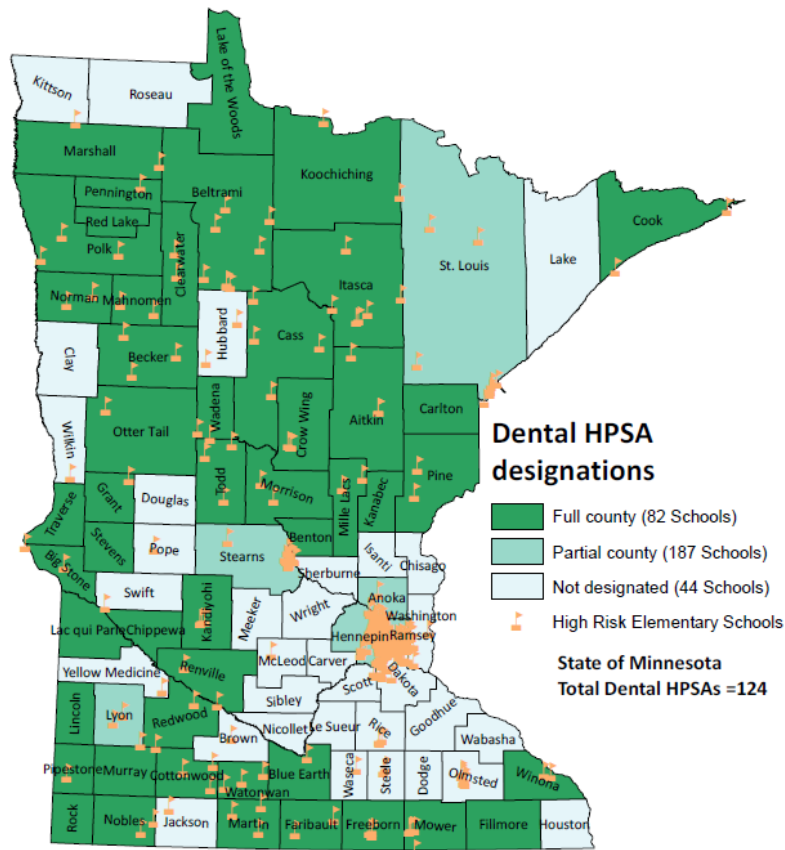 Kittson
Roseau
Lake of the Woods
Marshall
Koochiching
Pennington
Beltrami
Red Lake
Cook
Polk
Clearwater
St. Louis
Lake
Itasca
Norman
Mahnomen
Hubbard
Cass
Clay
Becker
Wadena
Crow Wing
Aitkin
Carlton
Otter Tail
Wilkin
Dental HPSA
designations
Pine
Todd
Morrison
Mille Lacs
Kanabec
Grant
Douglas
Traverse
Full county (82 Schools)
Benton
Stevens
Pope
Stearns
Isanti
Chisago
Partial county (187 Schools)
Big Stone
Sherburne
Swift
Not designated (44 Schools)
Anoka
Kandiyohi
Meeker
Wright
Washington
High Risk Elementary Schools
Lac qui Parle
Chippewa
Hennepin
Ramsey
McLeod
Carver
State of Minnesota
Yellow Medicine
Renville
Dakota
Total Dental HPSAs =124
Scott
Sibley
Lincoln
Lyon
Redwood
Goodhue
Nicollet
Le Sueur
Rice
Brown
Wabasha
Pipestone
Murray
Cottonwood
Blue Earth
Waseca
Steele
Dodge
Olmsted
Winona
Watonwan
Rock
Nobles
Jackson
Martin
Faribault
Freeborn
Mower
Fillmore
Houston